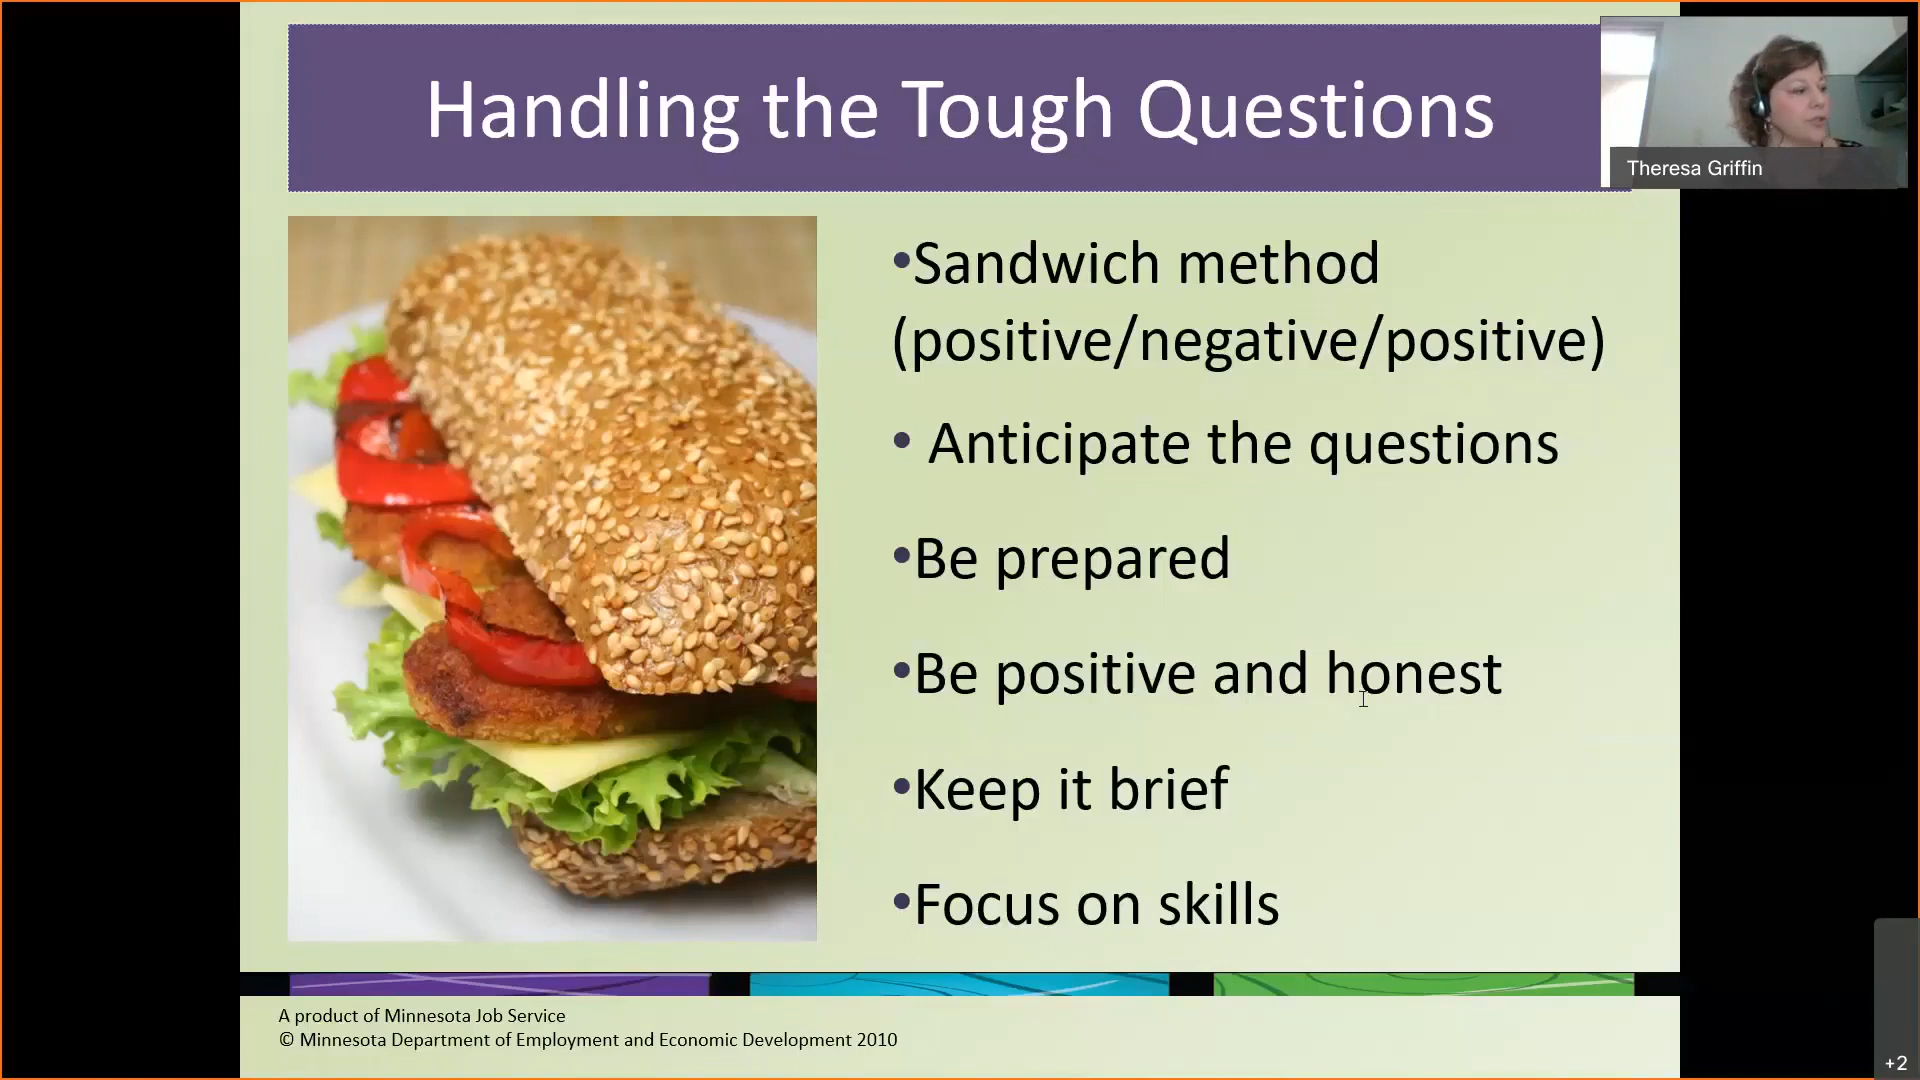 Handling the Tough Questions
Theresa Griffin
•Sandwich method
(positive/negative/positive)
• Anticipate the questions
•Be prepared
•Be positive and honest
•Keep it brief
•Focus on skills
A product of Minnesota Job Service
© Minnesota Department of Employment and Economic Development 2010
+2